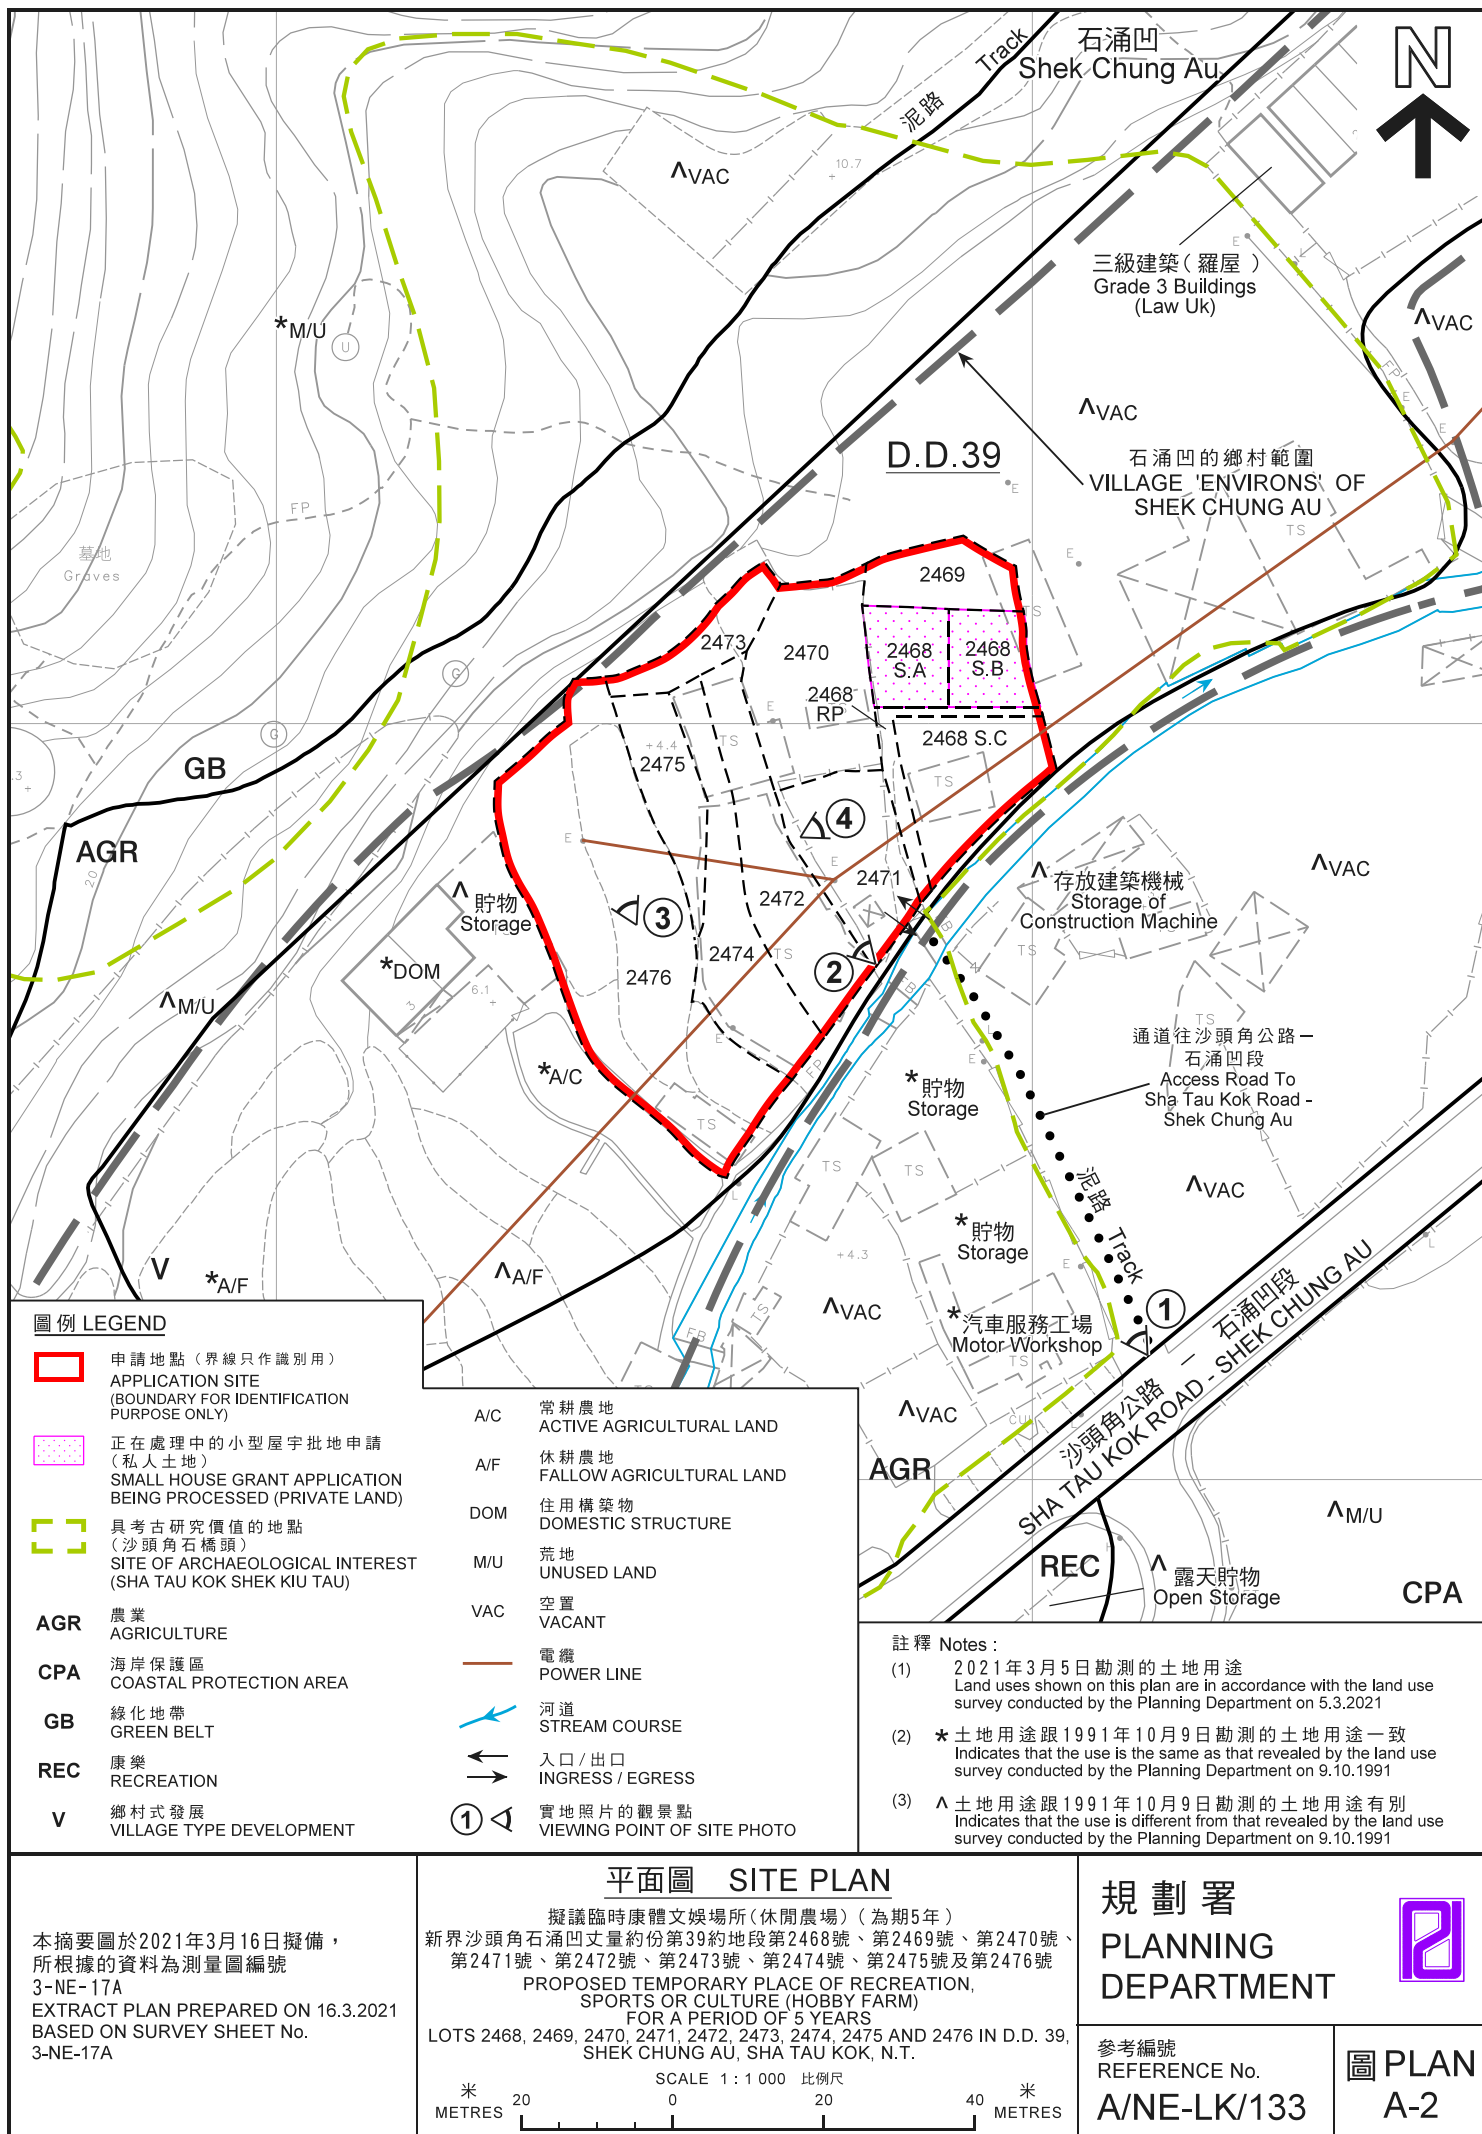 石涌凹
Shek Chung Au
Track
泥路
N
^VAC
10.7
三級建築（羅屋）
Grade 3 Buildings
(Law Uk)
^VAC
*M/U
U
^VAC
FP
E
L
E
E
D.D.39
石涌凹的鄉村範圍
VILLAGE 'ENVIRONS' OF
SHEK CHUNG AU
TS
E
E
FP
墓地
Graves
2469
TS
2473
2470
2468
S.A
2468
S.B
2468
RP
2468 S.C
G
G
E
TS
+4.4
2475
TS
GB
AGR
20
E
4
E
2471
^VAC
^ 存放建築機械
Storage of
Construction Machine
TS
^ 貯物
Storage
3
2472
2474
TS
2
2476
*DOM
3
6.1
^M/U
FB
TS
通道往沙頭角公路－
石涌凹段
Access Road To
Sha Tau Kok Road -
Shek Chung Au
*A/C
E
FP
L
E
* 貯物
Storage
TS
TS
TS
L
^VAC
泥路 Track
* 貯物
Storage
+4.3
E
L
V
*A/F
^A/F
^VAC
TS
FB
* 汽車服務工場
Motor Workshop
TS
1
^VAC
沙頭角公路 － 石涌凹段
SHA TAU KOK ROAD - SHEK CHUNG AU
AGR
^M/U
REC
^ 露天貯物
Open Storage
CPA
圖例 LEGEND
申請地點（界線只作識別用）
APPLICATION SITE
(BOUNDARY FOR IDENTIFICATION
PURPOSE ONLY)
正在處理中的小型屋宇批地申請
（私人土地）
SMALL HOUSE GRANT APPLICATION
BEING PROCESSED (PRIVATE LAND)
具考古研究價值的地點
（沙頭角石橋頭）
SITE OF ARCHAEOLOGICAL INTEREST
(SHA TAU KOK SHEK KIU TAU)
AGR 農業
AGRICULTURE
CPA 海岸保護區
COASTAL PROTECTION AREA
GB 綠化地帶
GREEN BELT
REC 康樂
RECREATION
V 鄉村式發展
VILLAGE TYPE DEVELOPMENT
A/C 常耕農地
ACTIVE AGRICULTURAL LAND
A/F 休耕農地
FALLOW AGRICULTURAL LAND
DOM 住用構築物
DOMESTIC STRUCTURE
M/U 荒地
UNUSED LAND
VAC 空置
VACANT
電纜
POWER LINE
河道
STREAM COURSE
入口 / 出口
INGRESS / EGRESS
1 實地照片的觀景點
VIEWING POINT OF SITE PHOTO
註釋 Notes :
(1) 2021年3月5日勘測的土地用途
Land uses shown on this plan are in accordance with the land use
survey conducted by the Planning Department on 5.3.2021
(2) * 土地用途跟1991年10月9日勘測的土地用途一致
Indicates that the use is the same as that revealed by the land use
survey conducted by the Planning Department on 9.10.1991
(3) ^ 土地用途跟1991年10月9日勘測的土地用途有別
Indicates that the use is different from that revealed by the land use
survey conducted by the Planning Department on 9.10.1991
本摘要圖於2021年3月16日擬備，
所根據的資料為測量圖編號
3-NE-17A
EXTRACT PLAN PREPARED ON 16.3.2021
BASED ON SURVEY SHEET No.
3-NE-17A
平面圖 SITE PLAN
擬議臨時康體文娛場所（休閒農場）（為期5年）
新界沙頭角石涌凹丈量約份第39約地段第2468號、第2469號、第2470號、
第2471號、第2472號、第2473號、第2474號、第2475號及第2476號
PROPOSED TEMPORARY PLACE OF RECREATION,
SPORTS OR CULTURE (HOBBY FARM)
FOR A PERIOD OF 5 YEARS
LOTS 2468, 2469, 2470, 2471, 2472, 2473, 2474, 2475 AND 2476 IN D.D. 39,
SHEK CHUNG AU, SHA TAU KOK, N.T.
SCALE 1 : 1 000 比例尺
米 METRES 20 0 20 40 米 METRES
規劃署
PLANNING
DEPARTMENT
參考編號
REFERENCE No.
A/NE-LK/133
圖 PLAN
A-2